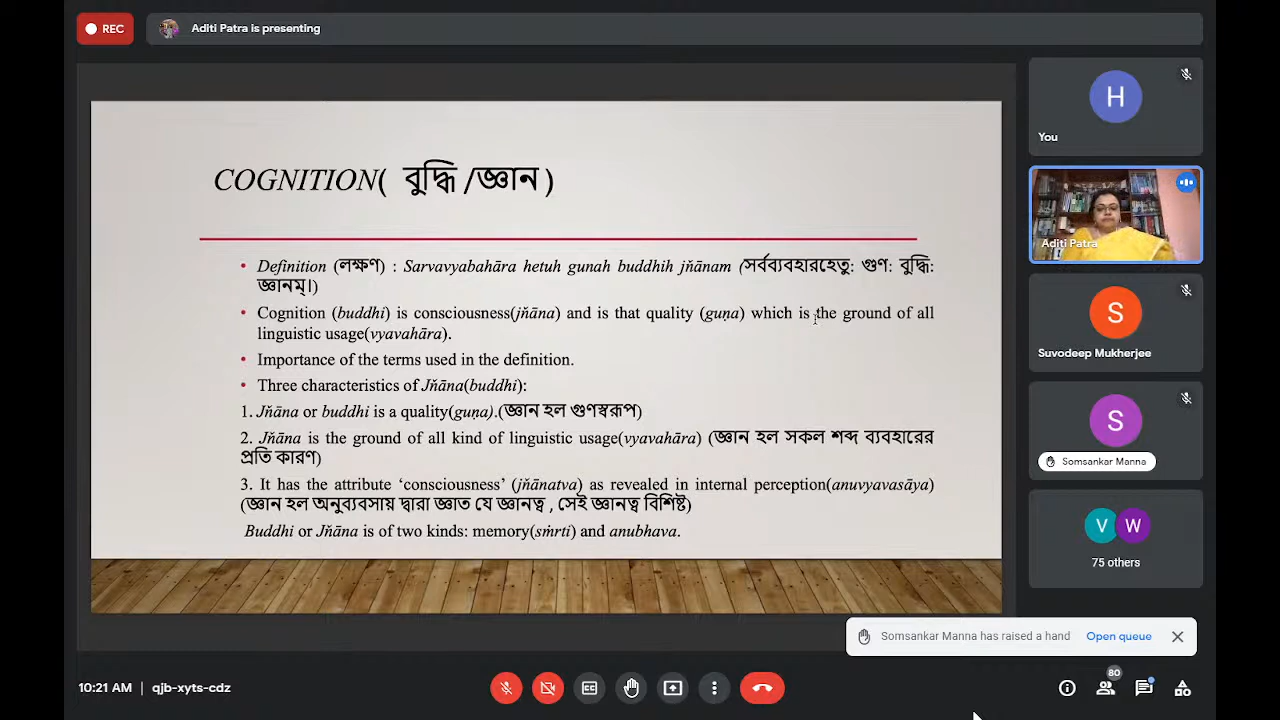 REC
Aditi Patra is presenting
H
You
Aditi Patra
S
Suvodeep Mukherjee
S
Somsankar Manna
V W
75 others
COGNITION( বুদ্ধি /জ্ঞান )
• Definition (লক্ষণ) : Sarvavyabahāra hetuh gunah buddhih jñānam (সর্বব্যবহারহেতু: গুণ: বুদ্ধি:
জ্ঞানম্।)
• Cognition (buddhi) is consciousness(jñāna) and is that quality (guṇa) which is the ground of all
linguistic usage(vyavahāra).
• Importance of the terms used in the definition.
• Three characteristics of Jñāna(buddhi):
1. Jñāna or buddhi is a quality(guṇa).(জ্ঞান হল গুণস্বরূপ)
2. Jñāna is the ground of all kind of linguistic usage(vyavahāra) (জ্ঞান হল সকল শব্দ ব্যবহারের
প্রতি কারণ)
3. It has the attribute ‘consciousness’ (jñānatva) as revealed in internal perception(anuvyavasāya)
(জ্ঞান হল অনুব্যবসায় দ্বারা জ্ঞাত যে জ্ঞানত্ব , সেই জ্ঞানত্ব বিশিষ্ট)
Buddhi or Jñāna is of two kinds: memory(smṙti) and anubhava.
Somsankar Manna has raised a hand Open queue
10:21 AM | qjb-xyts-cdz
80